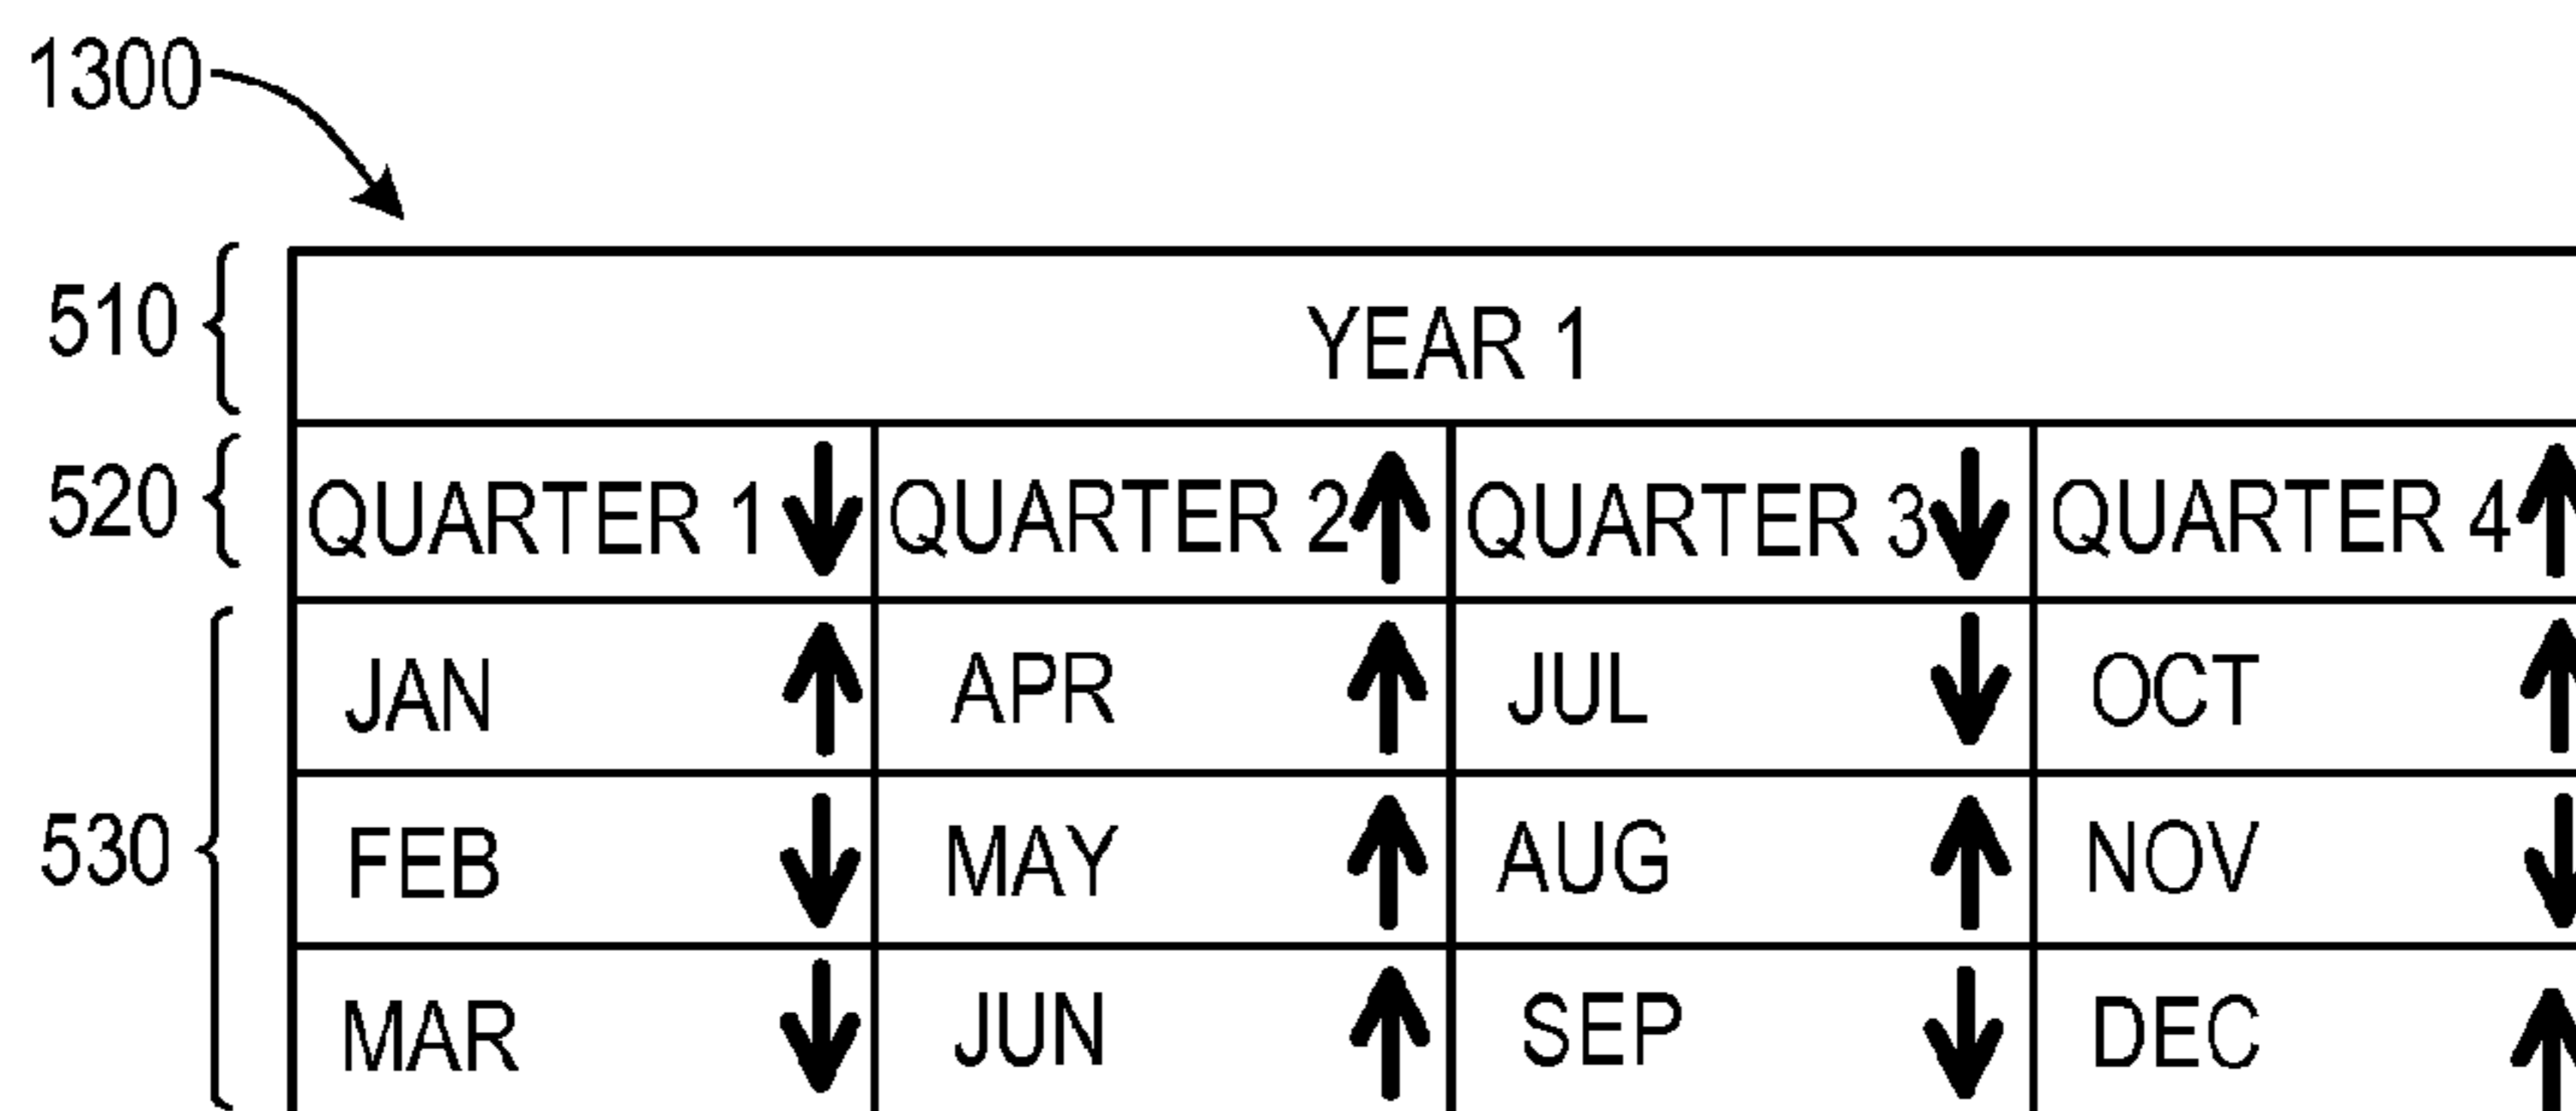 1300
510 YEAR 1
520 QUARTER 1 QUARTER 2 QUARTER 3 QUARTER 4
JAN APR JUL OCT
530 FEB MAY AUG NOV
MAR JUN SEP DEC